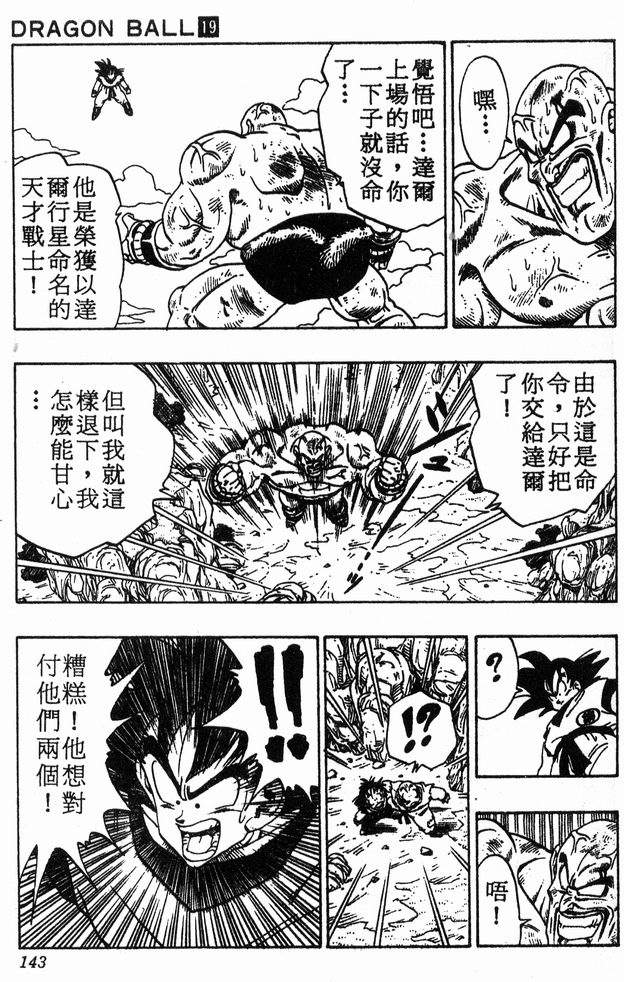 DRAGON BALL 19
嘿…
覺悟吧…達爾
上場的話，你
一下子就沒命
了…
他是榮獲以達
爾行星命名的
天才戰士！
由於這是命
令，只好把
你交給達爾
了！
但叫我就這
樣退下，我
怎麼能甘心
…
？
唔！
！？
！！
糟糕！他想對
付他們兩個！
143